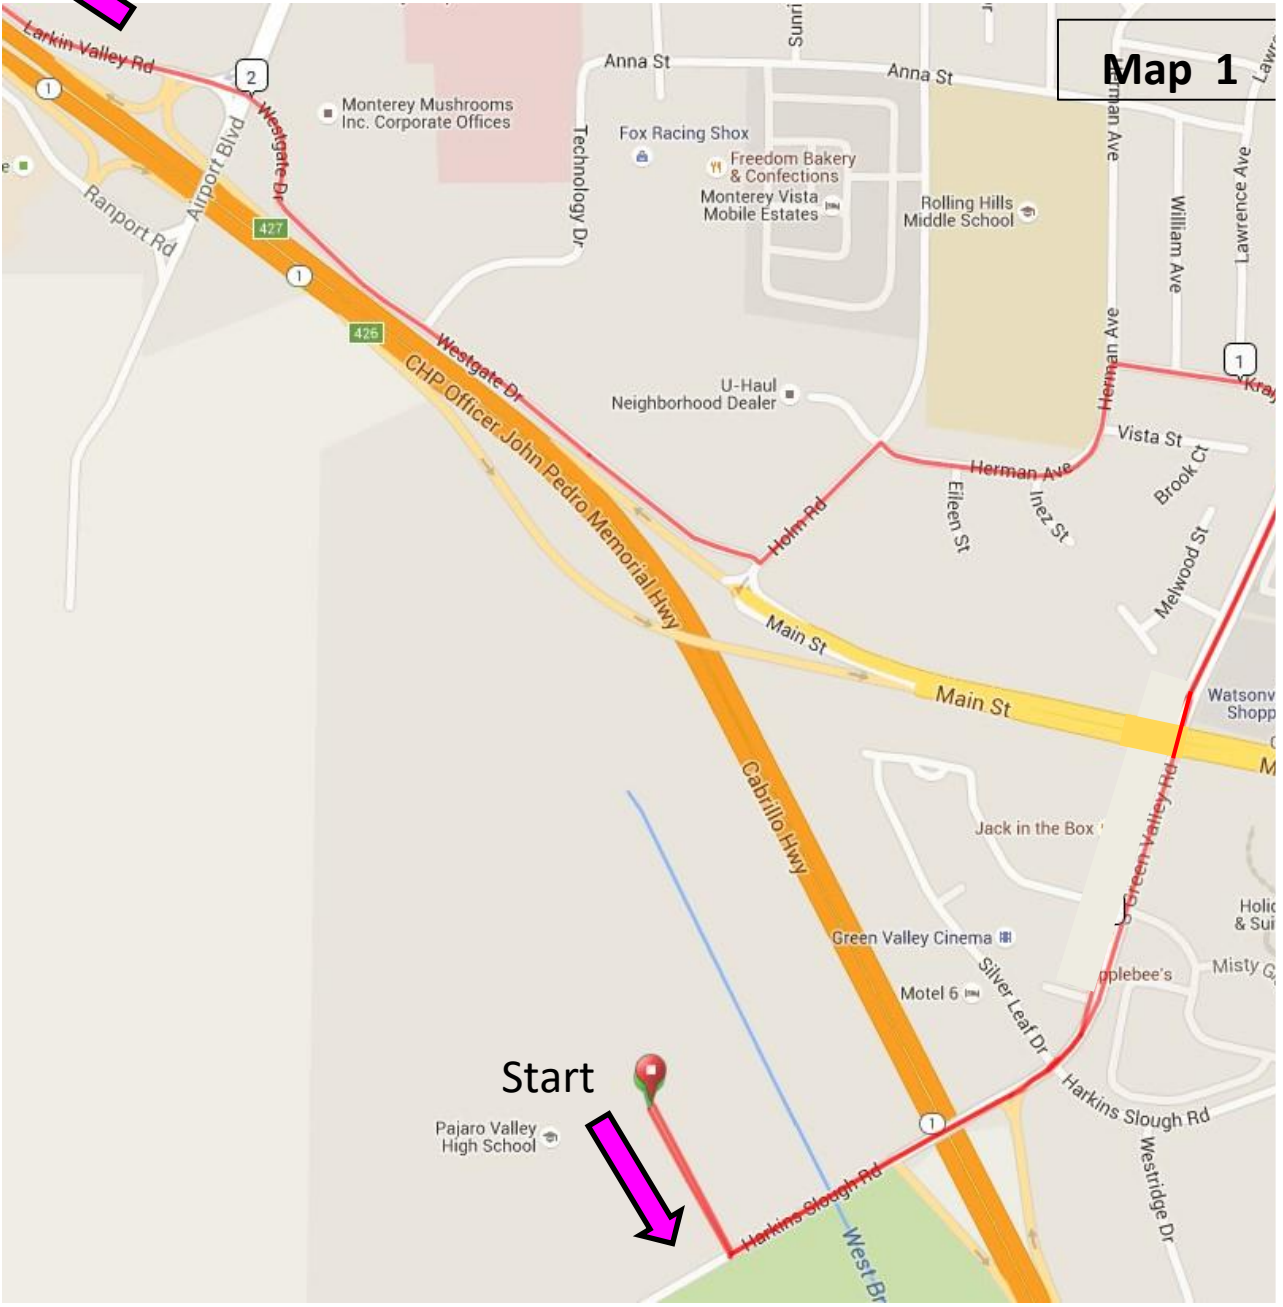 Map 1
Larkin Valley Rd
1
2
Westgate Dr
Airport Blvd
Ranport Rd
427
1
426
Monterey Mushrooms
Inc. Corporate Offices
Anna St
Anna St
Technology Dr
Fox Racing Shox
Freedom Bakery
& Confections
Monterey Vista
Mobile Estates
Rolling Hills
Middle School
Herman Ave
William Ave
Lawrence Ave
Herman Ave
1
U-Haul
Neighborhood Dealer
Westgate Dr
CHP Officer John Pedro Memorial Hwy
Vista St
Brook Ct
Herman Ave
Eileen St
Inez St
Holm Rd
Melwood St
Main St
Main St
Cabrillo Hwy
Jack in the Box
Green Valley Rd
Green Valley Cinema
Motel 6
Silver Leaf Dr
pplebee's
Misty G
Holi
& Sui
Watsonv
Shopp
Harkins Slough Rd
Westridge Dr
1
Start
Pajaro Valley
High School
Harkins Slough Rd
West Br